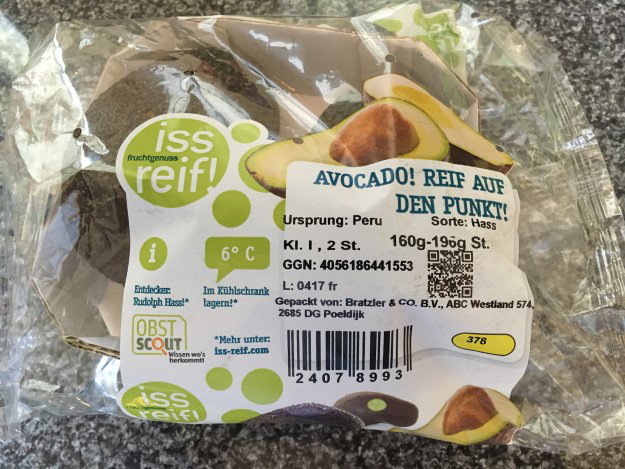 iss
fruchtgenuss
reif!
AVOCADO! REIF AUF
DEN PUNKT!
Ursprung: Peru Sorte: Hass
Kl. I , 2 St. 160g-196g St.
GGN: 4056186441553
L: 0417 fr
Gepackt von: Bratzler & CO. B.V., ABC Westland 574.
2685 DG Poeldijk
i
6° C
Entdecker:
Rudolph Hass!*
Im Kühlschrank
lagern!*
OBST
SCOUT
Wissen wo's
herkommt!
*Mehr unter:
iss-reif.com
378
2407 8993
iss
reif!